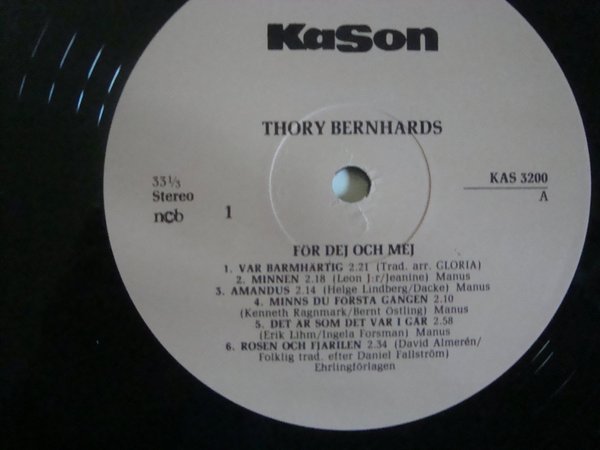 KaSon
THORY BERNHARDS
33 1/3
Stereo
ncb
1
KAS 3200
A
FÖR DEJ OCH MEJ
1. VAR BARMHÄRTIG 2.21 (Trad. arr. GLORIA)
2. MINNEN 2.18 (Leon J:r/Jeanine) Manus
3. AMANDUS 2.14 (Helge Lindberg/Dacke) Manus
4. MINNS DU FÖRSTA GÅNGEN 2.10
(Kenneth Ragnmark/Bernt Östling) Manus
5. DET ÄR SOM DET VAR I GÅR 2.58
(Erik Lihm/Ingela Forsman) Manus
6. ROSEN OCH FJÄRILEN 2.34 (David Almerén/
Folklig trad. efter Daniel Fallström)
Ehrlingförlagen